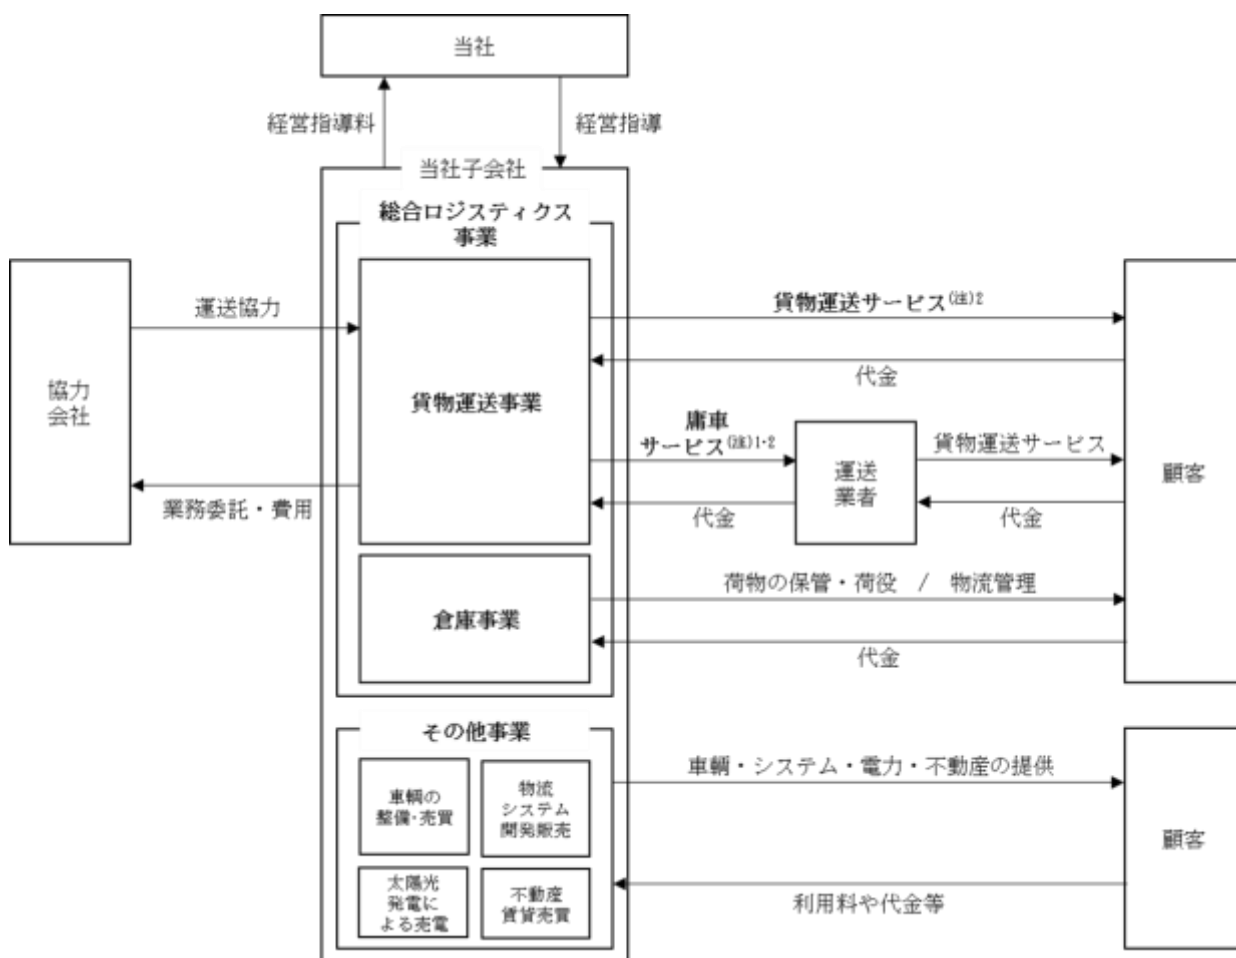 当社
経営指導料
経営指導
当社子会社
総合ロジスティクス
事業
協力
会社
運送協力
業務委託・費用
貨物運送事業
貨物運送サービス(注)2
代金
庸車
サービス(注)1・2
代金
運送
業者
貨物運送サービス
代金
顧客
倉庫事業
荷物の保管・荷役 / 物流管理
代金
その他事業
車輌の
整備・売買
物流
システム
開発販売
太陽光
発電に
よる売電
不動産
賃貸売買
車輌・システム・電力・不動産の提供
利用料や代金等
顧客